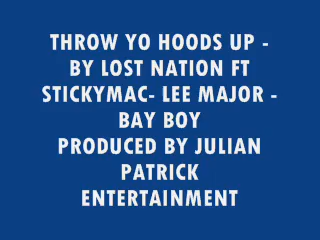 THROW YO HOODS UP -
BY LOST NATION FT
STICKYMAC- LEE MAJOR -
BAY BOY
PRODUCED BY JULIAN
PATRICK
ENTERTAINMENT